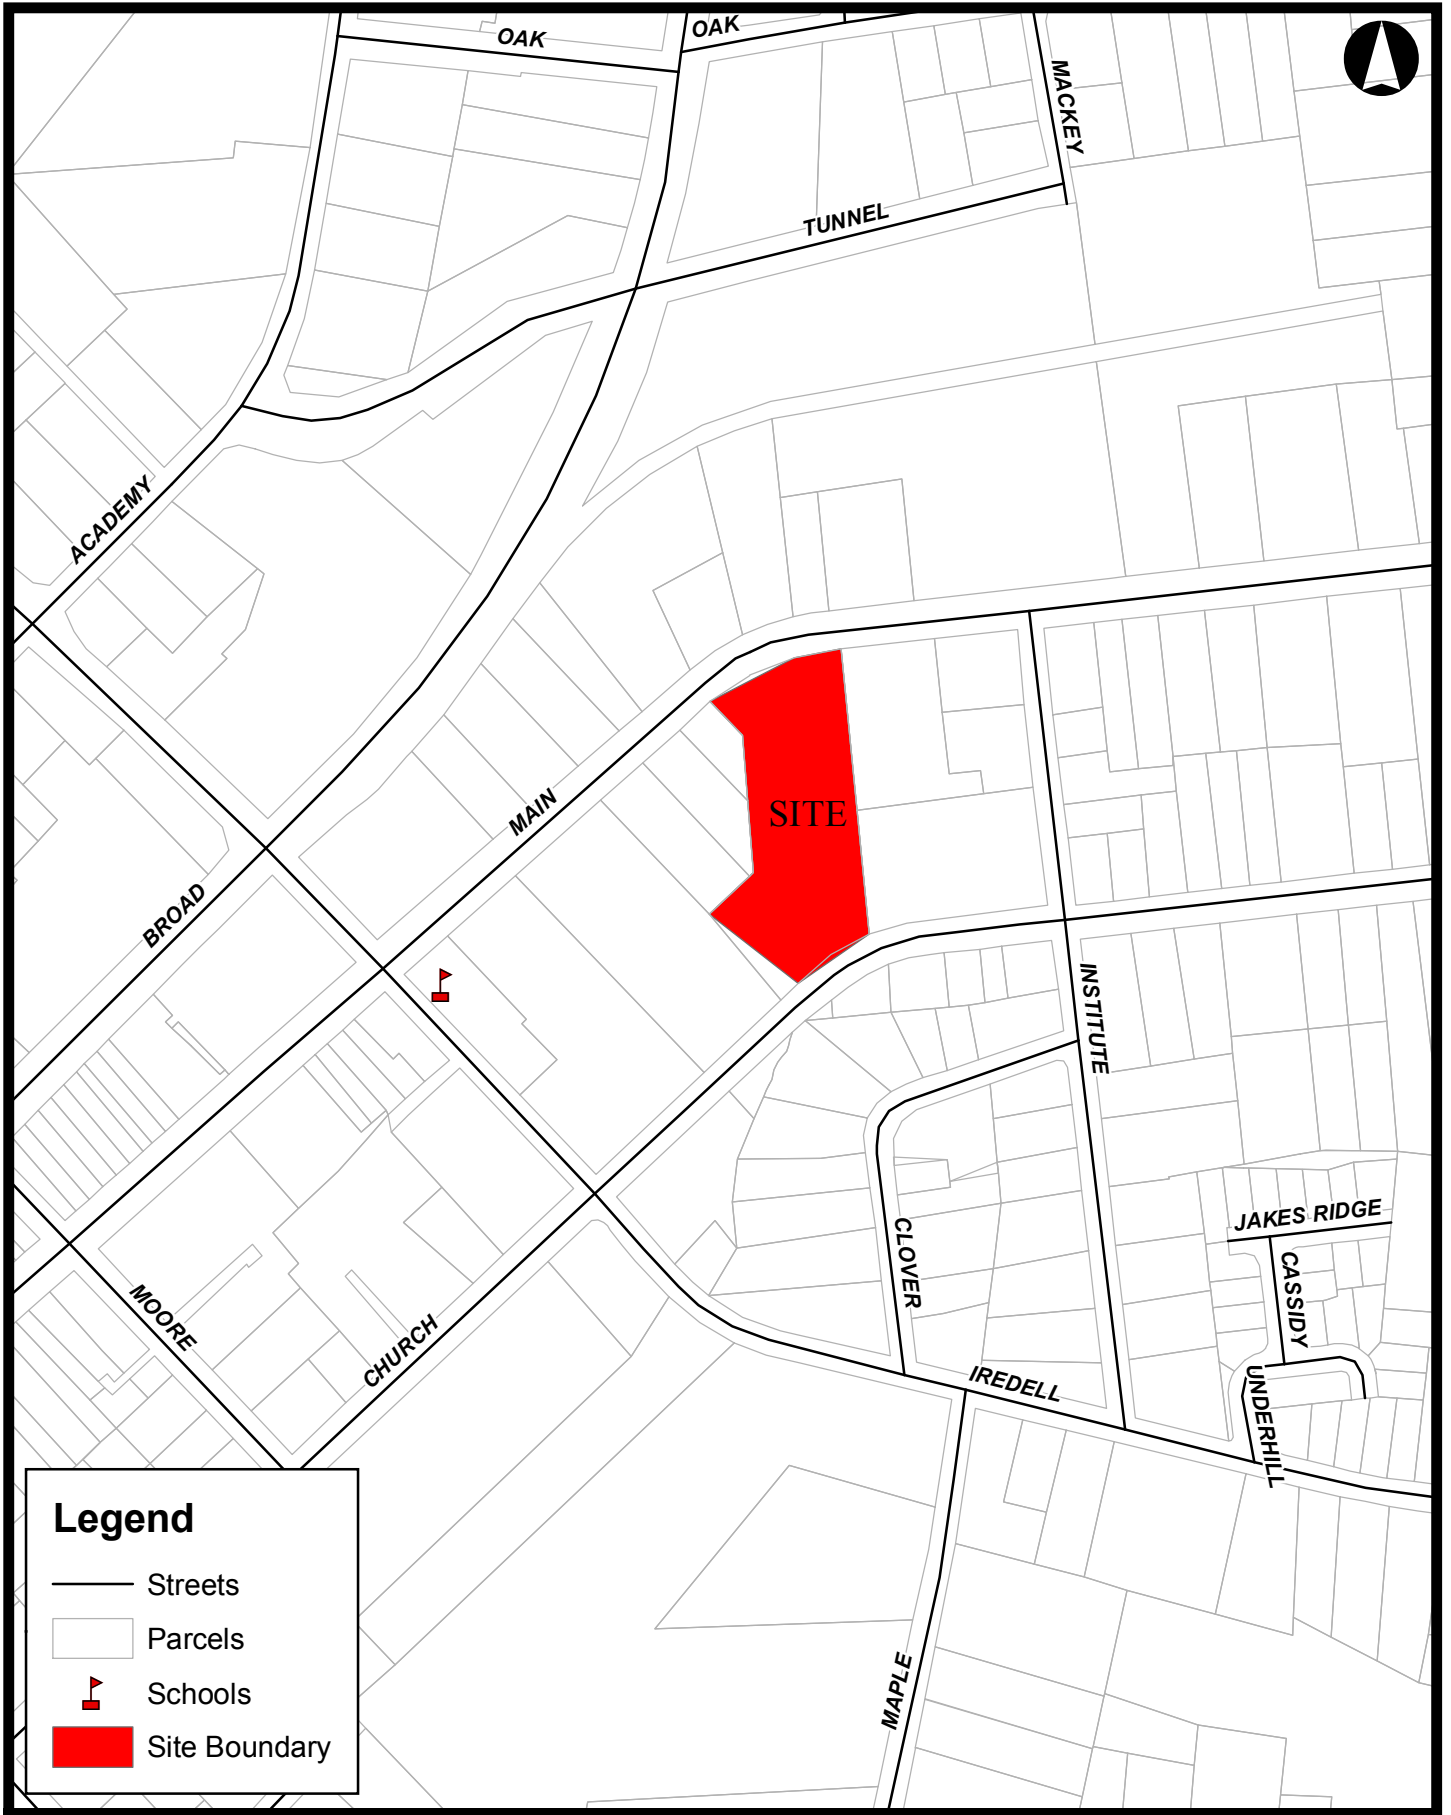 OAK
OAK
MACKEY
TUNNEL
ACADEMY
MAIN
SITE
BROAD
INSTITUTE
JAKES RIDGE
CLOVER
CASSIDY
MOORE
CHURCH
IREDELL
UNDERHILL
MAPLE
Legend
Streets
Parcels
Schools
Site Boundary